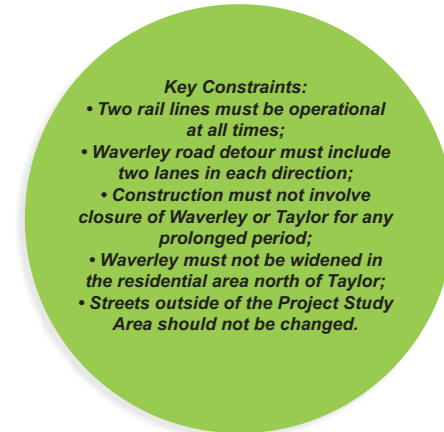 Key Constraints:
• Two rail lines must be operational
at all times;
• Waverley road detour must include
two lanes in each direction;
• Construction must not involve
closure of Waverley or Taylor for any
prolonged period;
• Waverley must not be widened in
the residential area north of Taylor;
• Streets outside of the Project Study
Area should not be changed.